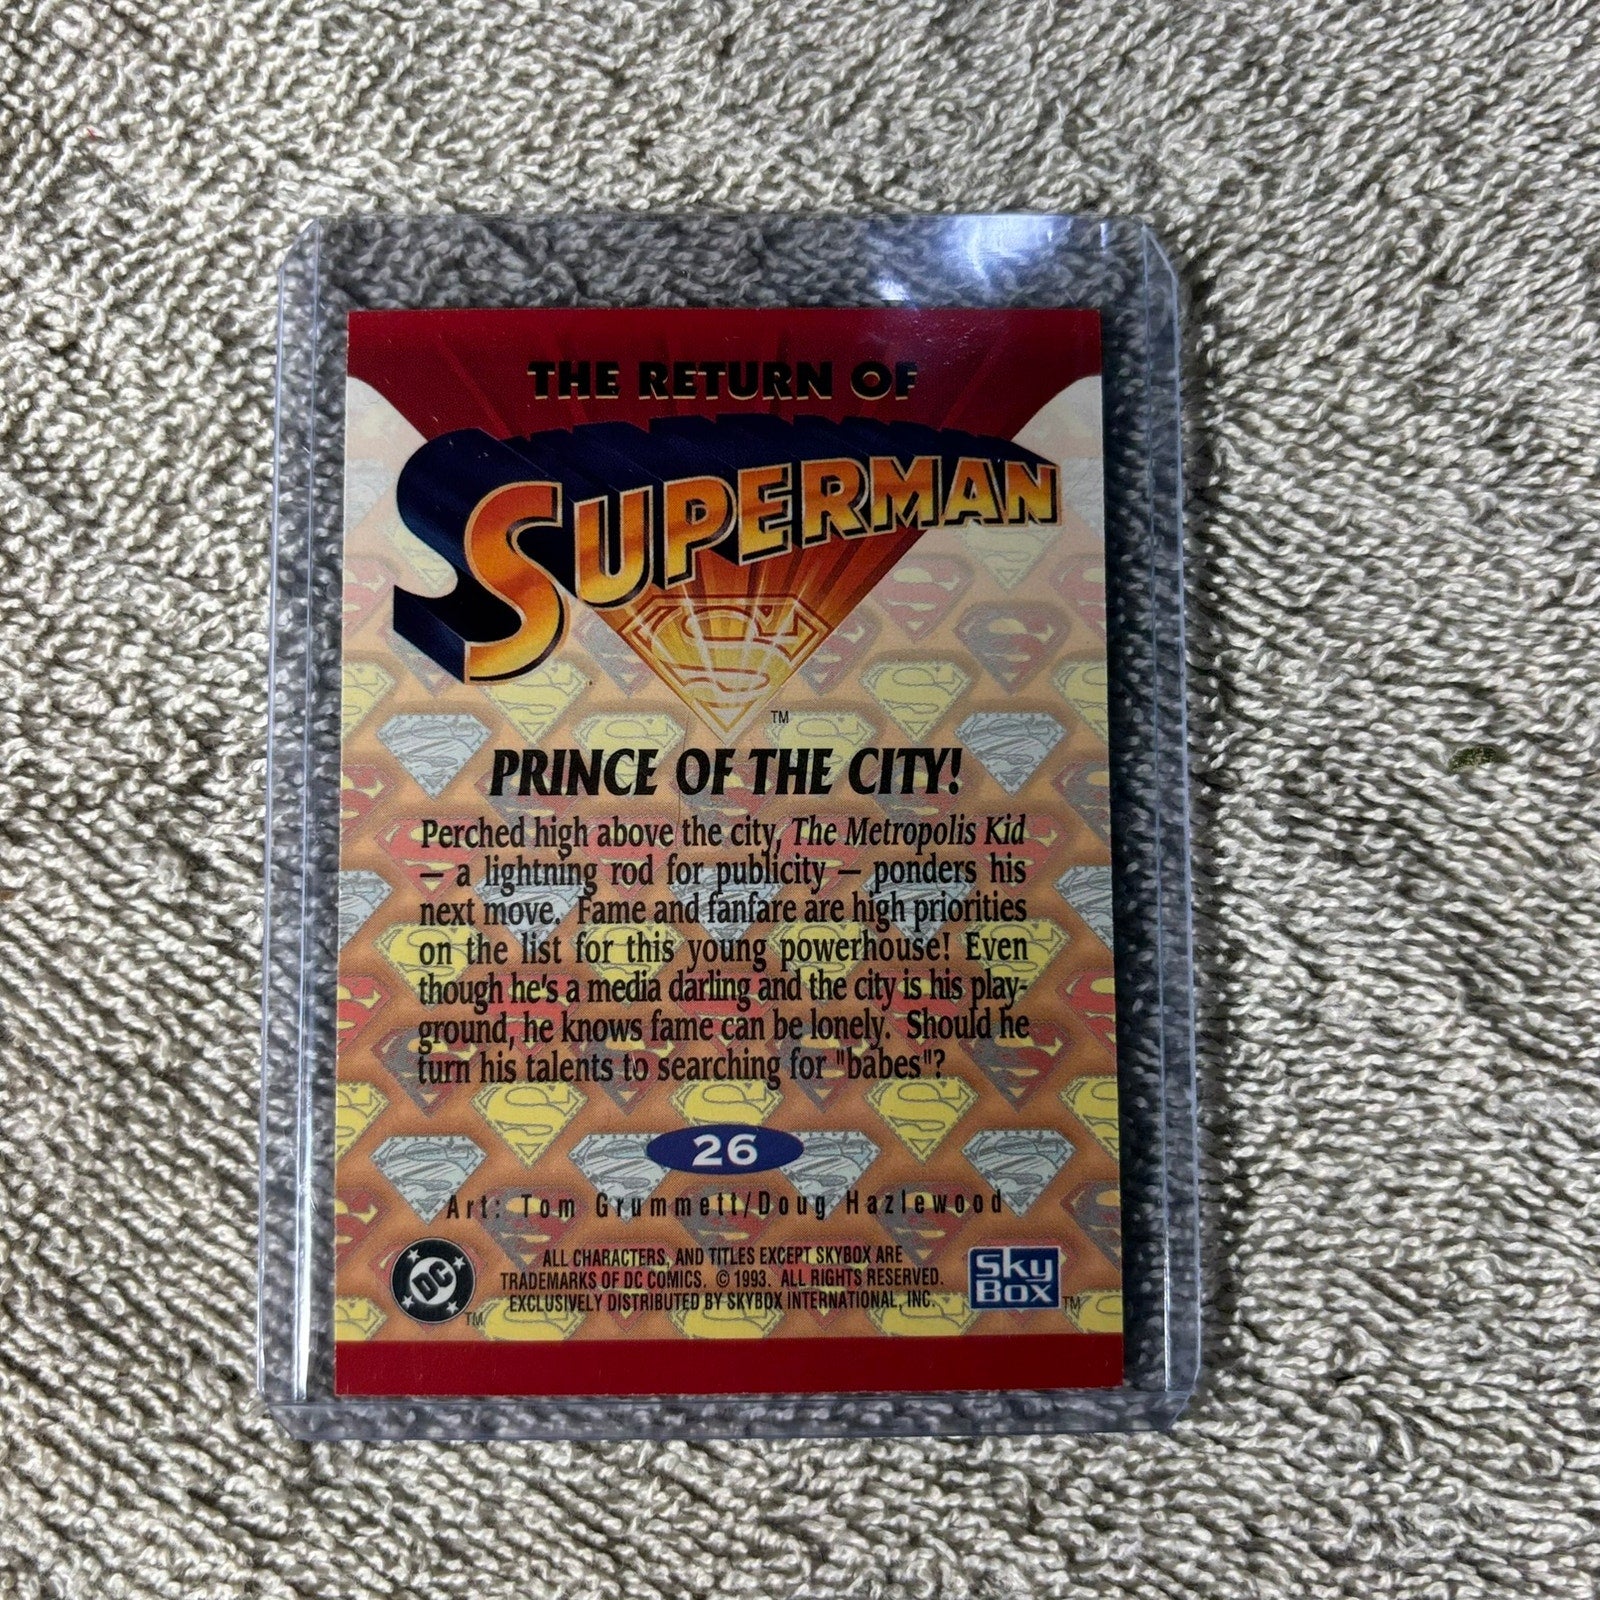 THE RETURN OF
SUPERMAN
TM
PRINCE OF THE CITY!
Perched high above the city, The Metropolis Kid
— a lightning rod for publicity — ponders his
next move. Fame and fanfare are high priorities
on the list for this young powerhouse! Even
though he's a media darling and the city is his play-
ground, he knows fame can be lonely. Should he
turn his talents to searching for "babes"?
26
Art: Tom Grummett/Doug Hazlewood
DC
TM
ALL CHARACTERS, AND TITLES EXCEPT SKYBOX ARE
TRADEMARKS OF DC COMICS. © 1993. ALL RIGHTS RESERVED.
EXCLUSIVELY DISTRIBUTED BY SKYBOX INTERNATIONAL, INC.
SKy
BOX
TM